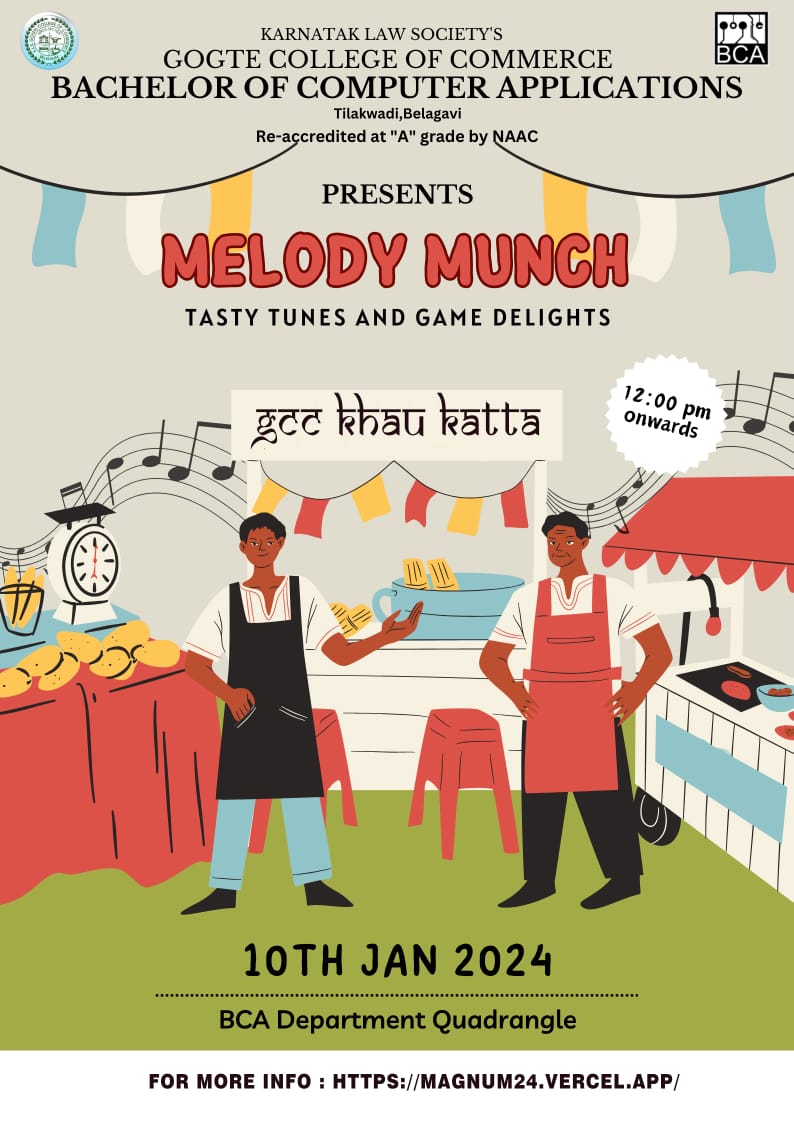 KARNATAK LAW SOCIETY'S
GOGTE COLLEGE OF COMMERCE
BACHELOR OF COMPUTER APPLICATIONS
Tilakwadi,Belagavi
Re-accredited at "A" grade by NAAC
BCA
PRESENTS
MELODY MUNCH
TASTY TUNES AND GAME DELIGHTS
12:00 pm
onwards
gcc khau katta
10TH JAN 2024
BCA Department Quadrangle
FOR MORE INFO : HTTPS://MAGNUM24.VERCEL.APP/